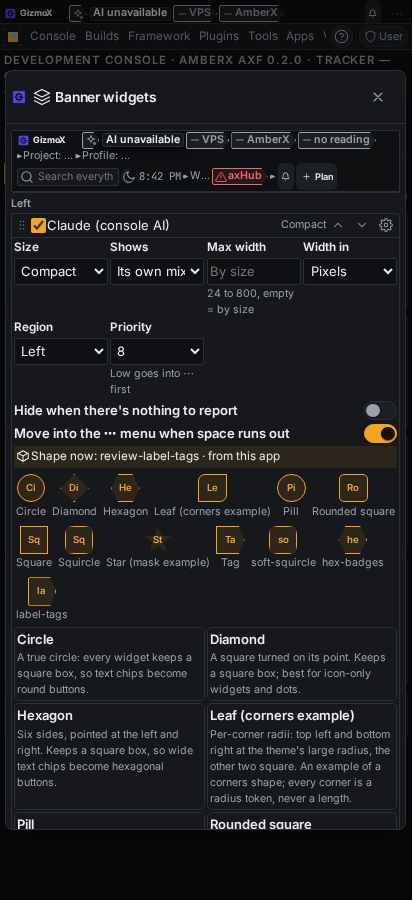 GizmoX AI unavailable — VPS — AmberX
Console Builds Framework Plugins Tools Apps User
DEVELOPMENT CONSOLE · AMBERX AXF 0.2.0 · TRACKER —
Banner widgets
GizmoX AI unavailable — VPS — AmberX — no reading
▸Project: ... ▸Profile: ...
Search everyth 8:42 PM ▸W... axHub ▸ + Plan
Left
Claude (console AI) Compact
Size Shows Max width Width in
Compact Its own mix By size Pixels
24 to 800, empty
= by size
Region Priority
Left 8
Low goes into ···
first
Hide when there's nothing to report
Move into the ··· menu when space runs out
Shape now: review-label-tags · from this app
Ci Di He Le Pi Ro
Circle Diamond Hexagon Leaf (corners example) Pill Rounded square
Sq Sq St Ta so he
Square Squircle Star (mask example) Tag soft-squircle hex-badges
la
label-tags
Circle
A true circle: every widget keeps a
square box, so text chips become
round buttons.
Diamond
A square turned on its point. Keeps
a square box; best for icon-only
widgets and dots.
Hexagon
Six sides, pointed at the left and
right. Keeps a square box, so wide
text chips become hexagonal
buttons.
Leaf (corners example)
Per-corner radii: top left and bottom
right at the theme's large radius, the
other two square. An example of a
corners shape; every corner is a
radius token, never a length.
Pill
Rounded square